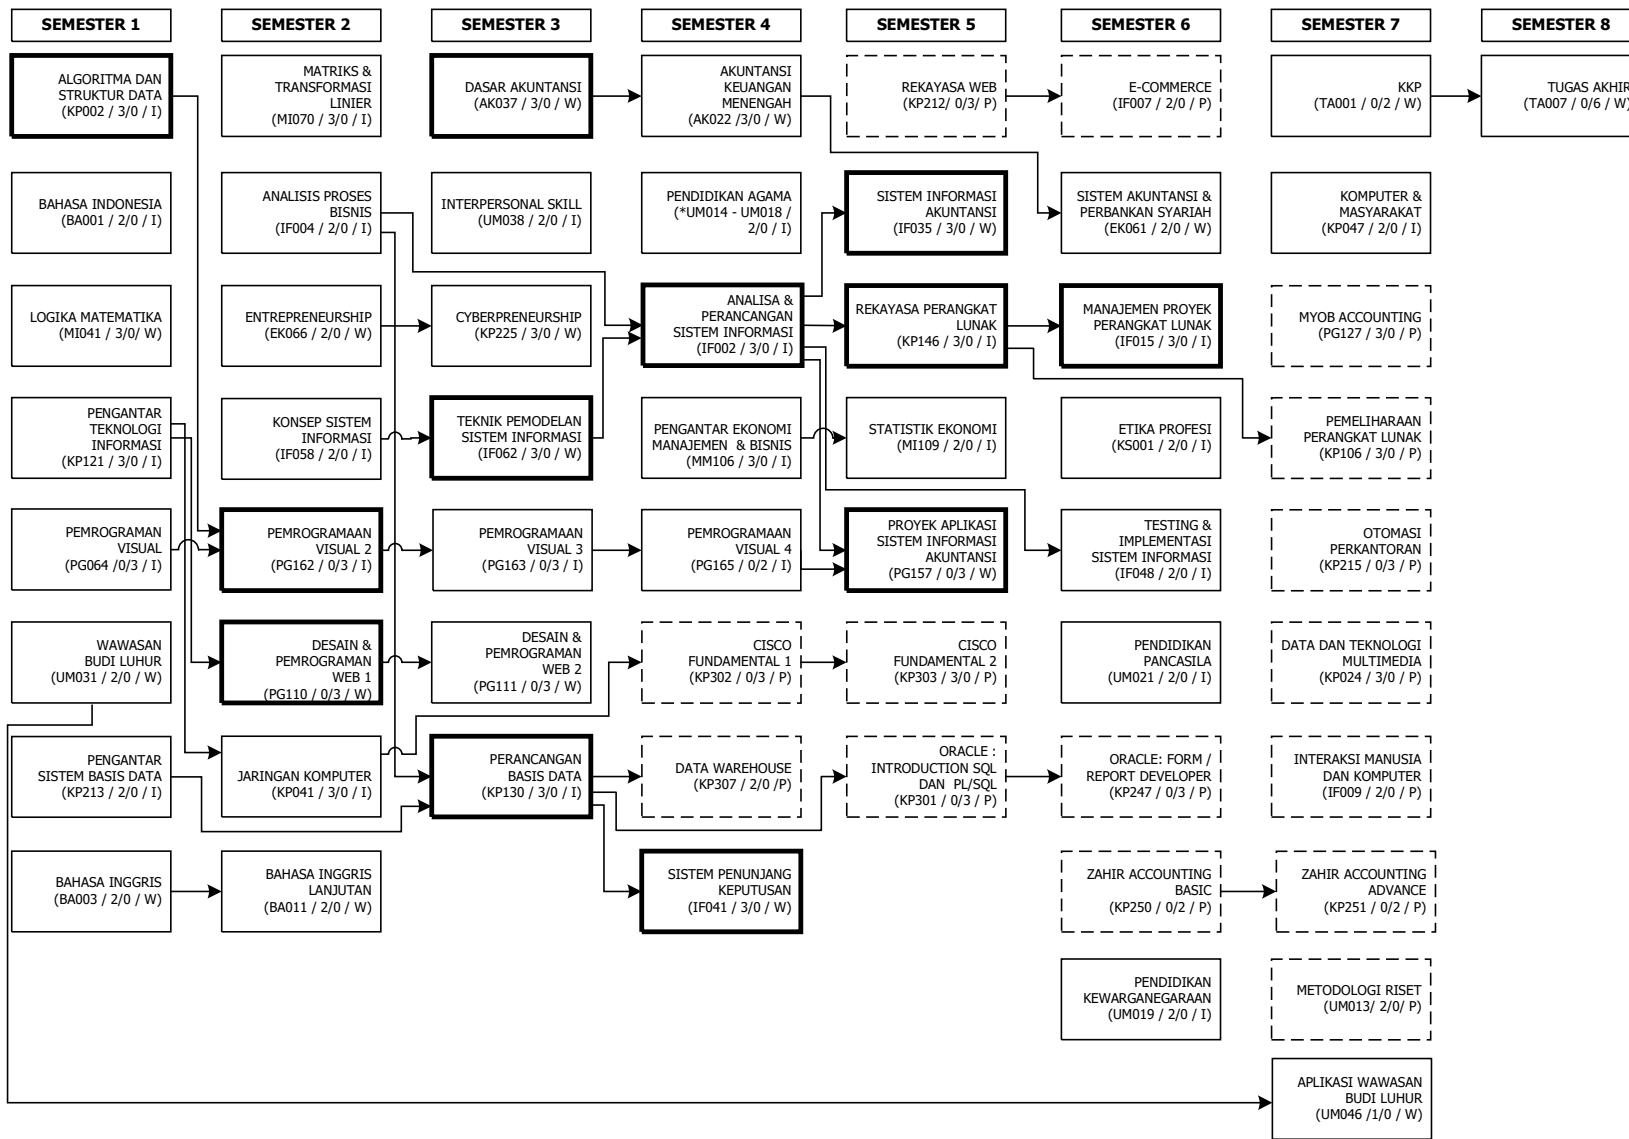 SEMESTER 1
SEMESTER 2
SEMESTER 3
SEMESTER 4
SEMESTER 5
SEMESTER 6
SEMESTER 7
SEMESTER 8
ALGORITMA DAN
STRUKTUR DATA
(KP002 / 3/0 / I)
MATRIKS &
TRANSFORMASI
LINIER
(MI070 / 3/0 / I)
DASAR AKUNTANSI
(AK037 / 3/0 / W)
AKUNTANSI
KEUANGAN
MENENGAH
(AK022 /3/0 / W)
REKAYASA WEB
(KP212/ 0/3/ P)
E-COMMERCE
(IF007 / 2/0 / P)
KKP
(TA001 / 0/2 / W)
TUGAS AKHIR
(TA007 / 0/6 / W)
BAHASA INDONESIA
(BA001 / 2/0 / I)
ANALISIS PROSES
BISNIS
(IF004 / 2/0 / I)
INTERPERSONAL SKILL
(UM038 / 2/0 / I)
PENDIDIKAN AGAMA
(*UM014 - UM018 /
2/0 / I)
SISTEM INFORMASI
AKUNTANSI
(IF035 / 3/0 / W)
SISTEM AKUNTANSI &
PERBANKAN SYARIAH
(EK061 / 2/0 / W)
KOMPUTER &
MASYARAKAT
(KP047 / 2/0 / I)
LOGIKA MATEMATIKA
(MI041 / 3/0/ W)
ENTREPRENEURSHIP
(EK066 / 2/0 / W)
CYBERPRENEURSHIP
(KP225 / 3/0 / W)
ANALISA &
PERANCANGAN
SISTEM INFORMASI
(IF002 / 3/0 / I)
REKAYASA PERANGKAT
LUNAK
(KP146 / 3/0 / I)
MANAJEMEN PROYEK
PERANGKAT LUNAK
(IF015 / 3/0 / I)
MYOB ACCOUNTING
(PG127 / 3/0 / P)
PENGANTAR
TEKNOLOGI
INFORMASI
(KP121 / 3/0 / I)
KONSEP SISTEM
INFORMASI
(IF058 / 2/0 / I)
TEKNIK PEMODELAN
SISTEM INFORMASI
(IF062 / 3/0 / W)
PENGANTAR EKONOMI
MANAJEMEN & BISNIS
(MM106 / 3/0 / I)
STATISTIK EKONOMI
(MI109 / 2/0 / I)
ETIKA PROFESI
(KS001 / 2/0 / I)
PEMELIHARAAN
PERANGKAT LUNAK
(KP106 / 3/0 / P)
PEMROGRAMAN
VISUAL
(PG064 /0/3 / I)
PEMROGRAMAAN
VISUAL 2
(PG162 / 0/3 / I)
PEMROGRAMAAN
VISUAL 3
(PG163 / 0/3 / I)
PEMROGRAMAAN
VISUAL 4
(PG165 / 0/2 / I)
PROYEK APLIKASI
SISTEM INFORMASI
AKUNTANSI
(PG157 / 0/3 / W)
TESTING &
IMPLEMENTASI
SISTEM INFORMASI
(IF048 / 2/0 / I)
OTOMASI
PERKANTORAN
(KP215 / 0/3 / P)
WAWASAN
BUDI LUHUR
(UM031 / 2/0 / W)
DESAIN &
PEMROGRAMAN
WEB 1
(PG110 / 0/3 / W)
DESAIN &
PEMROGRAMAN
WEB 2
(PG111 / 0/3 / W)
CISCO
FUNDAMENTAL 1
(KP302 / 0/3 / P)
CISCO
FUNDAMENTAL 2
(KP303 / 3/0 / P)
PENDIDIKAN
PANCASILA
(UM021 / 2/0 / I)
DATA DAN TEKNOLOGI
MULTIMEDIA
(KP024 / 3/0 / P)
PENGANTAR
SISTEM BASIS DATA
(KP213 / 2/0 / I)
JARINGAN KOMPUTER
(KP041 / 3/0 / I)
PERANCANGAN
BASIS DATA
(KP130 / 3/0 / I)
DATA WAREHOUSE
(KP307 / 2/0 /P)
ORACLE :
INTRODUCTION SQL
DAN PL/SQL
(KP301 / 0/3 / P)
ORACLE: FORM /
REPORT DEVELOPER
(KP247 / 0/3 / P)
INTERAKSI MANUSIA
DAN KOMPUTER
(IF009 / 2/0 / P)
BAHASA INGGRIS
(BA003 / 2/0 / W)
BAHASA INGGRIS
LANJUTAN
(BA011 / 2/0 / W)
SISTEM PENUNJANG
KEPUTUSAN
(IF041 / 3/0 / W)
ZAHIR ACCOUNTING
BASIC
(KP250 / 0/2 / P)
ZAHIR ACCOUNTING
ADVANCE
(KP251 / 0/2 / P)
PENDIDIKAN
KEWARGANEGARAAN
(UM019 / 2/0 / I)
METODOLOGI RISET
(UM013/ 2/0/ P)
APLIKASI WAWASAN
BUDI LUHUR
(UM046 /1/0 / W)